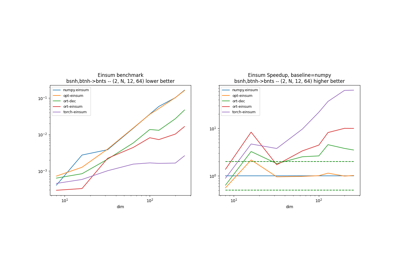 Einsum benchmark
bsnh,btnh->bnts -- (2, N, 12, 64) lower better
numpy.einsum
opt-einsum
ort-dec
ort-einsum
torch-einsum
10⁻¹
10⁻²
10⁻³
10¹
10²
dim
Einsum Speedup, baseline=numpy
bsnh,btnh->bnts -- (2, N, 12, 64) higher better
numpy.einsum
opt-einsum
ort-dec
ort-einsum
torch-einsum
10¹
10⁰
10¹
10²
dim